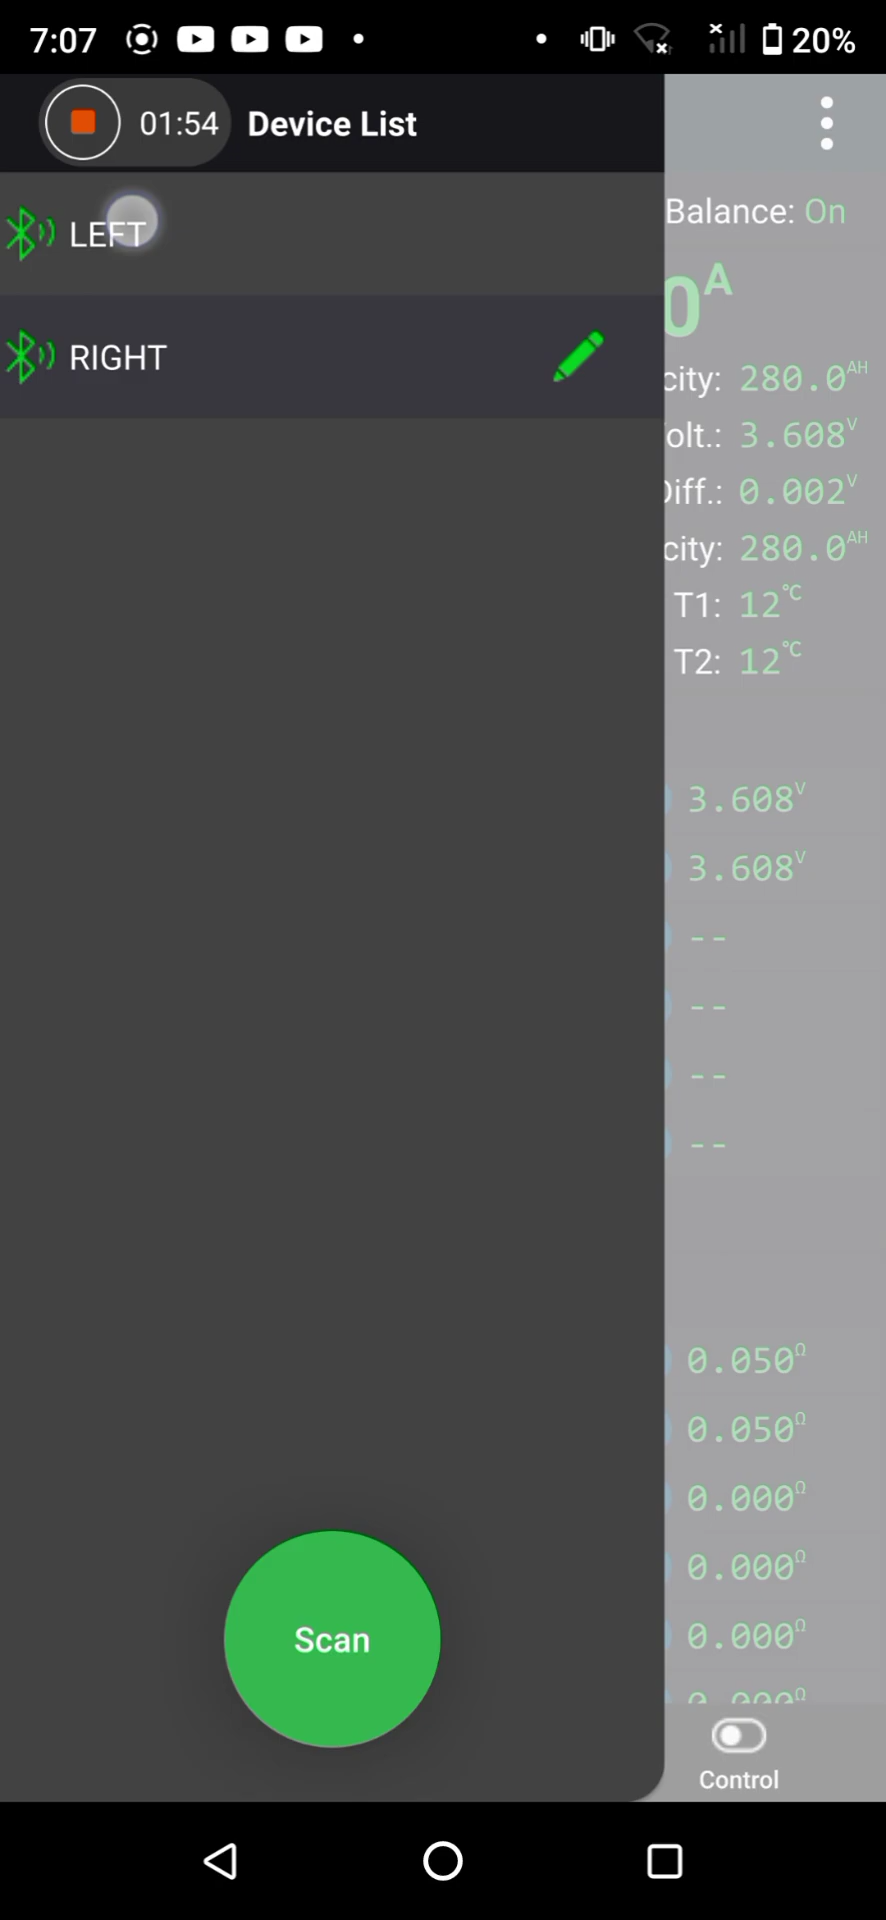 7:07
20%
01:54 Device List
Balance: On
LEFT
0A
RIGHT
city: 280.0AH
olt.: 3.608V
Diff.: 0.002V
city: 280.0AH
T1: 12°C
T2: 12°C
3.608V
3.608V
--
--
--
--
0.050Ω
0.050Ω
0.000Ω
0.000Ω
0.000Ω
0.000Ω
Scan
Control